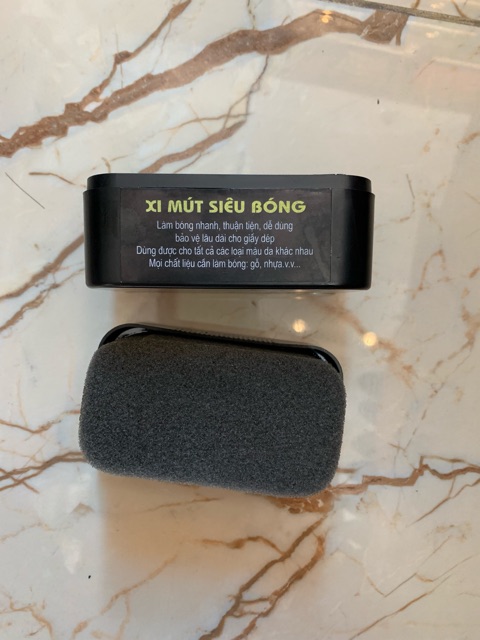 XI MÚT SIÊU BÓNG
Làm bóng nhanh, thuận tiện, dễ dùng
bảo vệ lâu dài cho giầy dép
Dùng được cho tất cả các loại màu da khác nhau
Mọi chất liệu cần làm bóng: gỗ, nhựa.v.v...